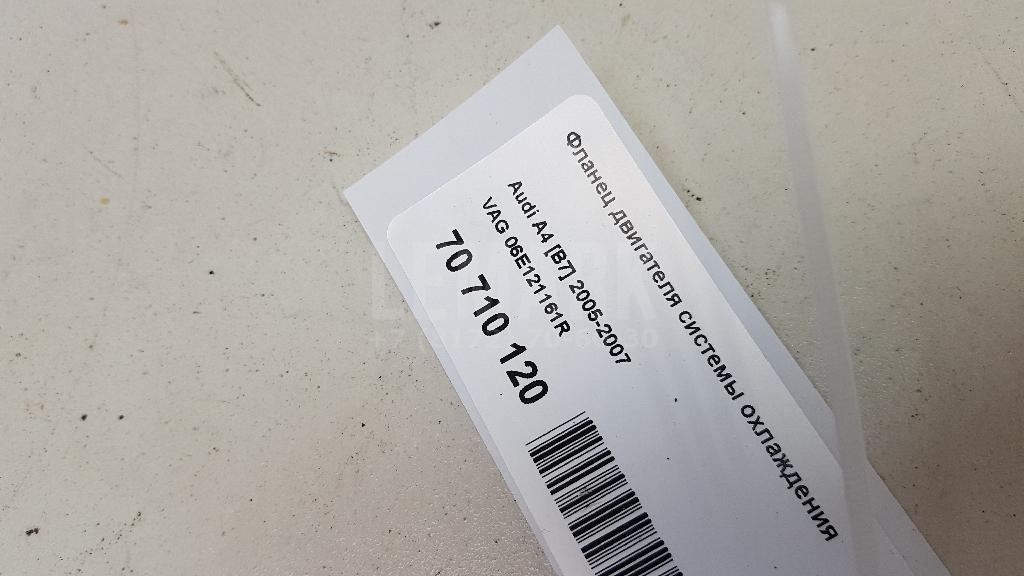 Фланец двигателя системы охлаждения
Audi A4 [B7] 2005-2007
VAG 06E121161R
70 710 120